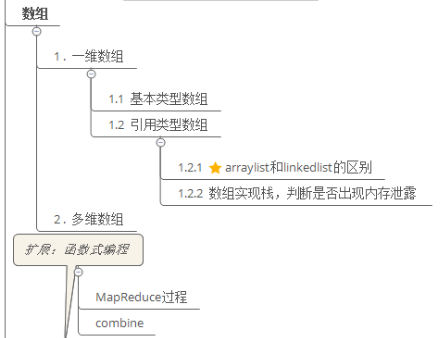 数组
1. 一维数组
1.1 基本类型数组
1.2 引用类型数组
1.2.1 arraylist和linkedlist的区别
1.2.2 数组实现栈，判断是否出现内存泄露
2. 多维数组
扩展：函数式编程
MapReduce过程
combine